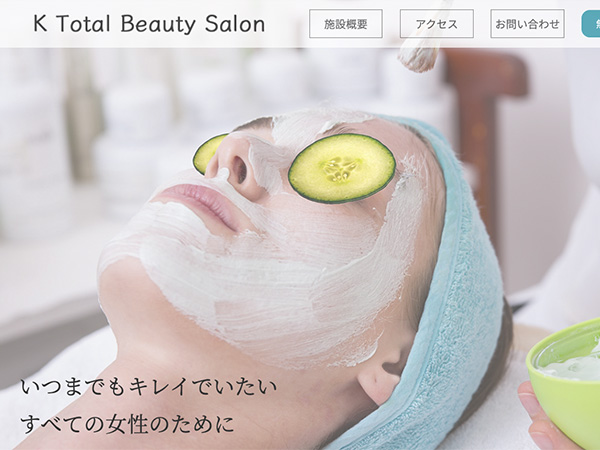 K Total Beauty Salon
施設概要
アクセス
お問い合わせ
いつまでもキレイでいたい
すべての女性のために